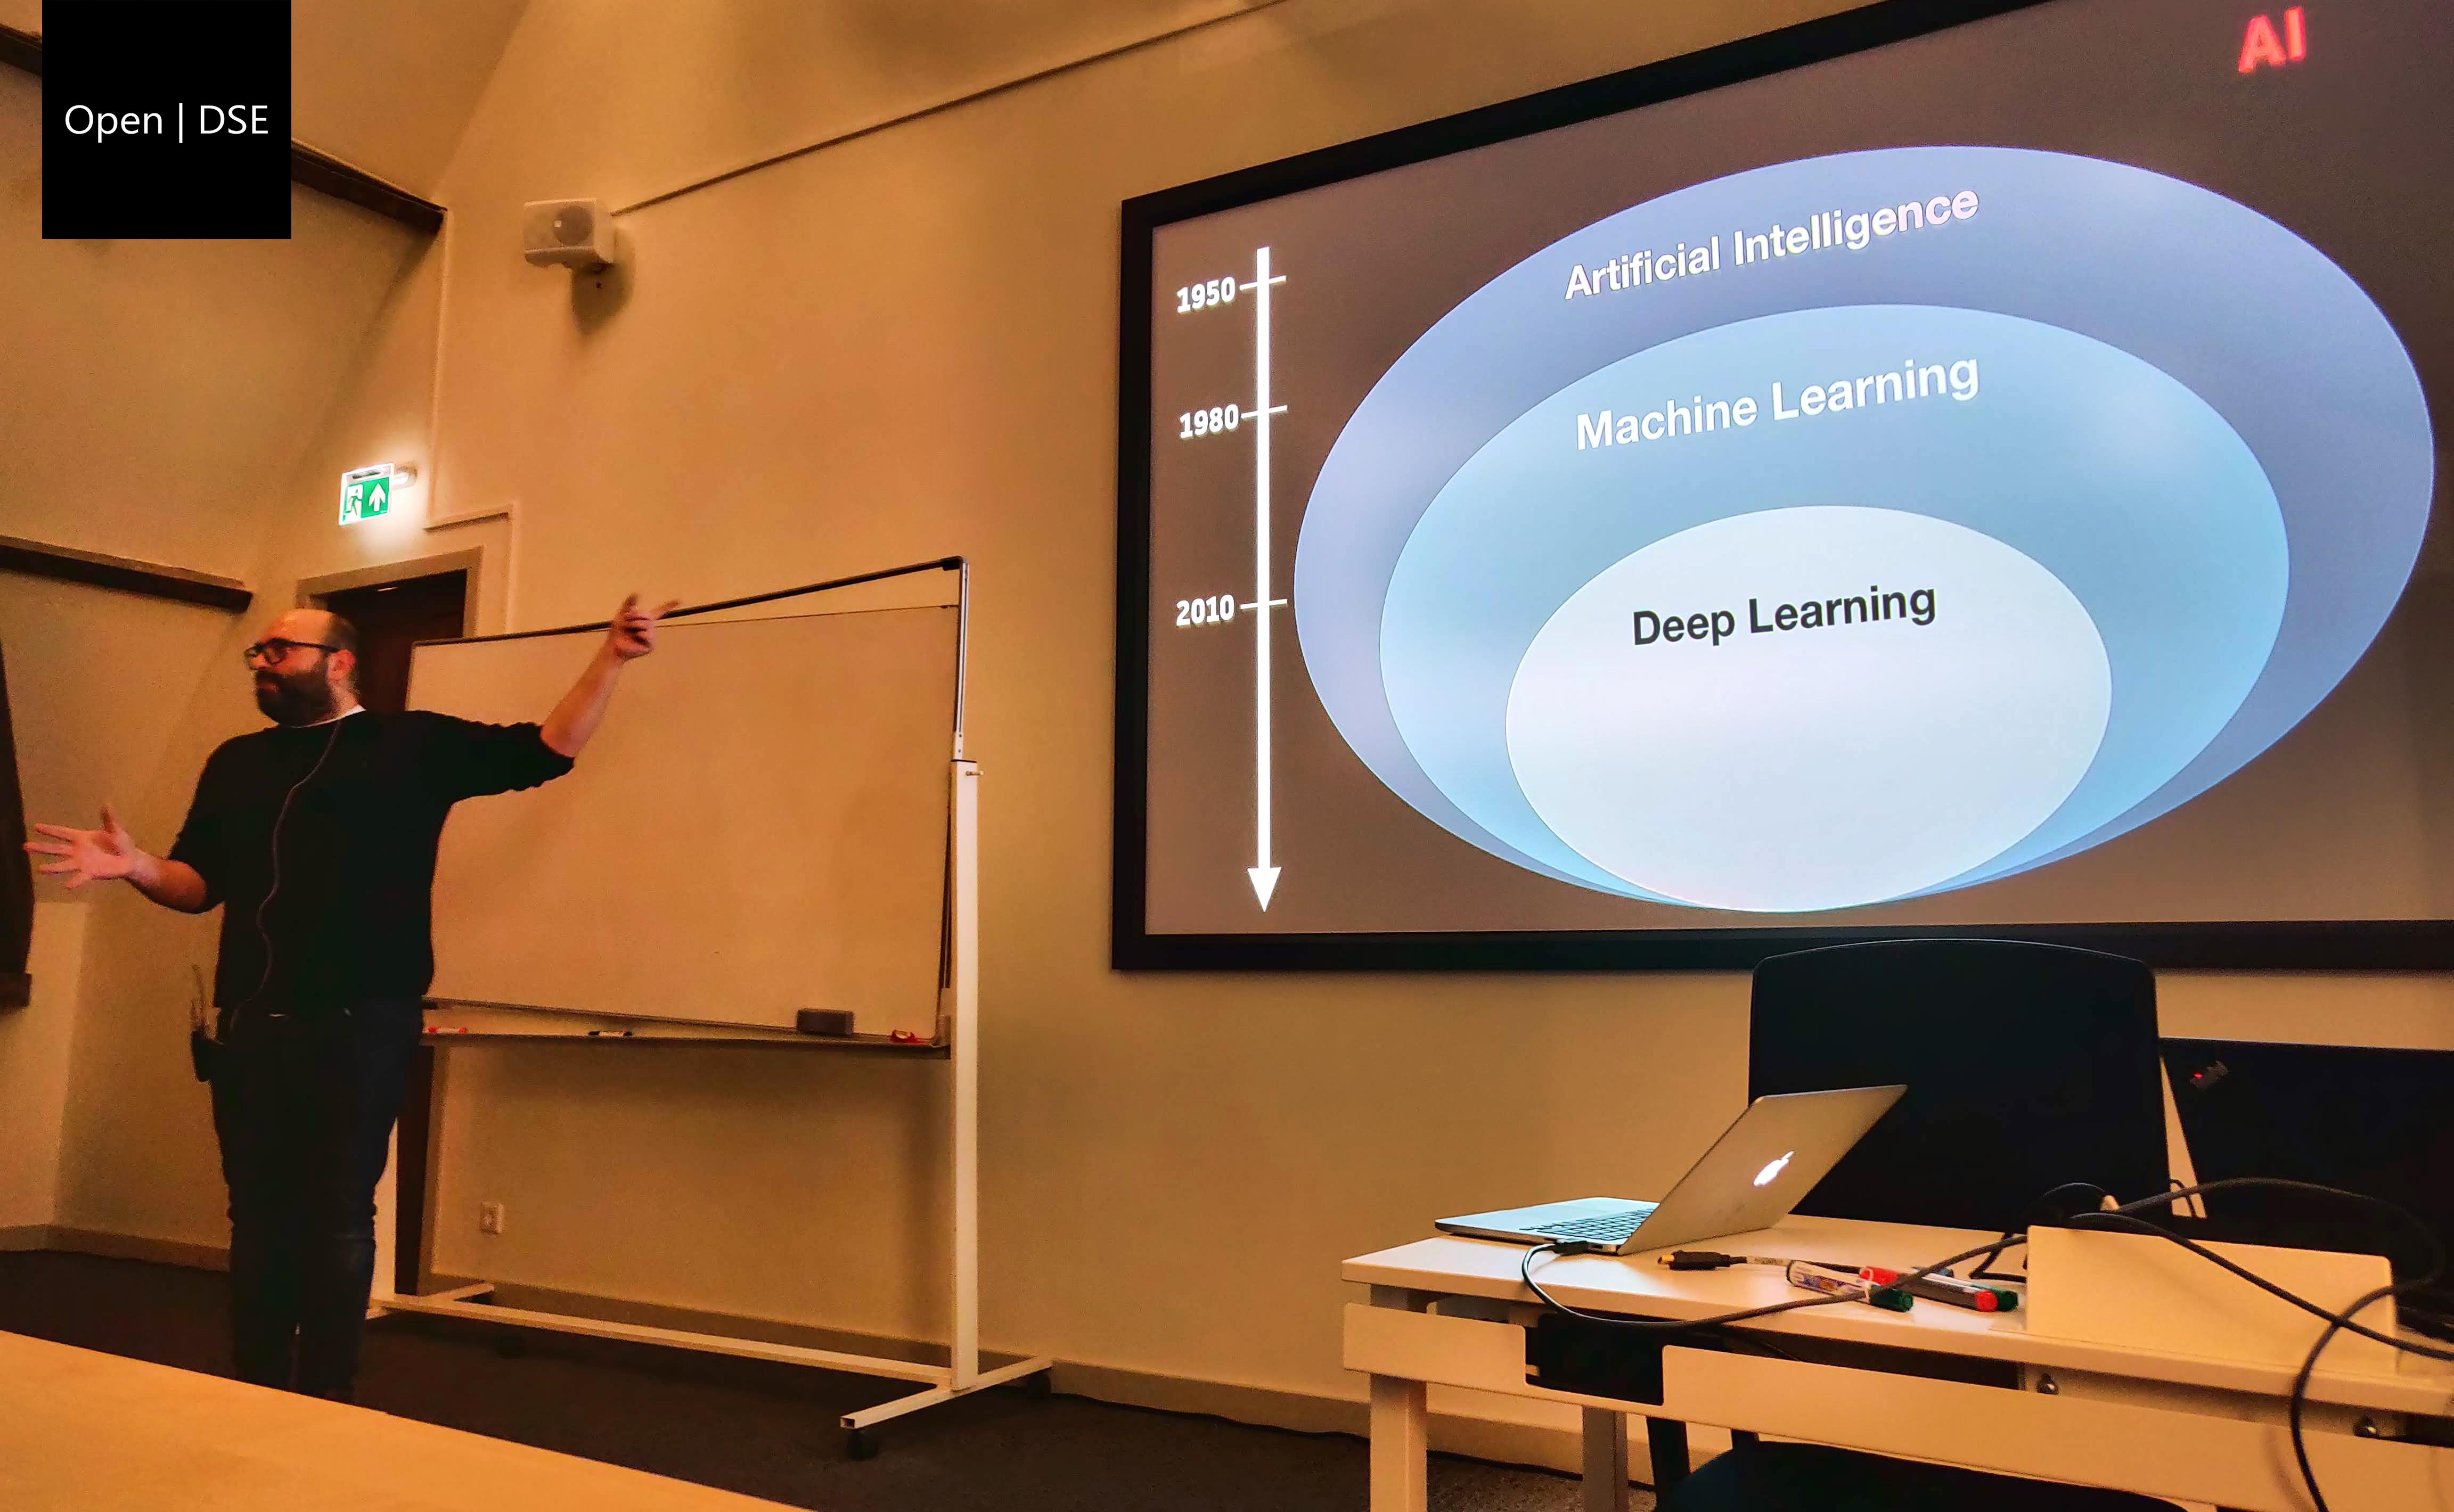 Open | DSE
AI
Artificial Intelligence
1950
Machine Learning
1980
Deep Learning
2010